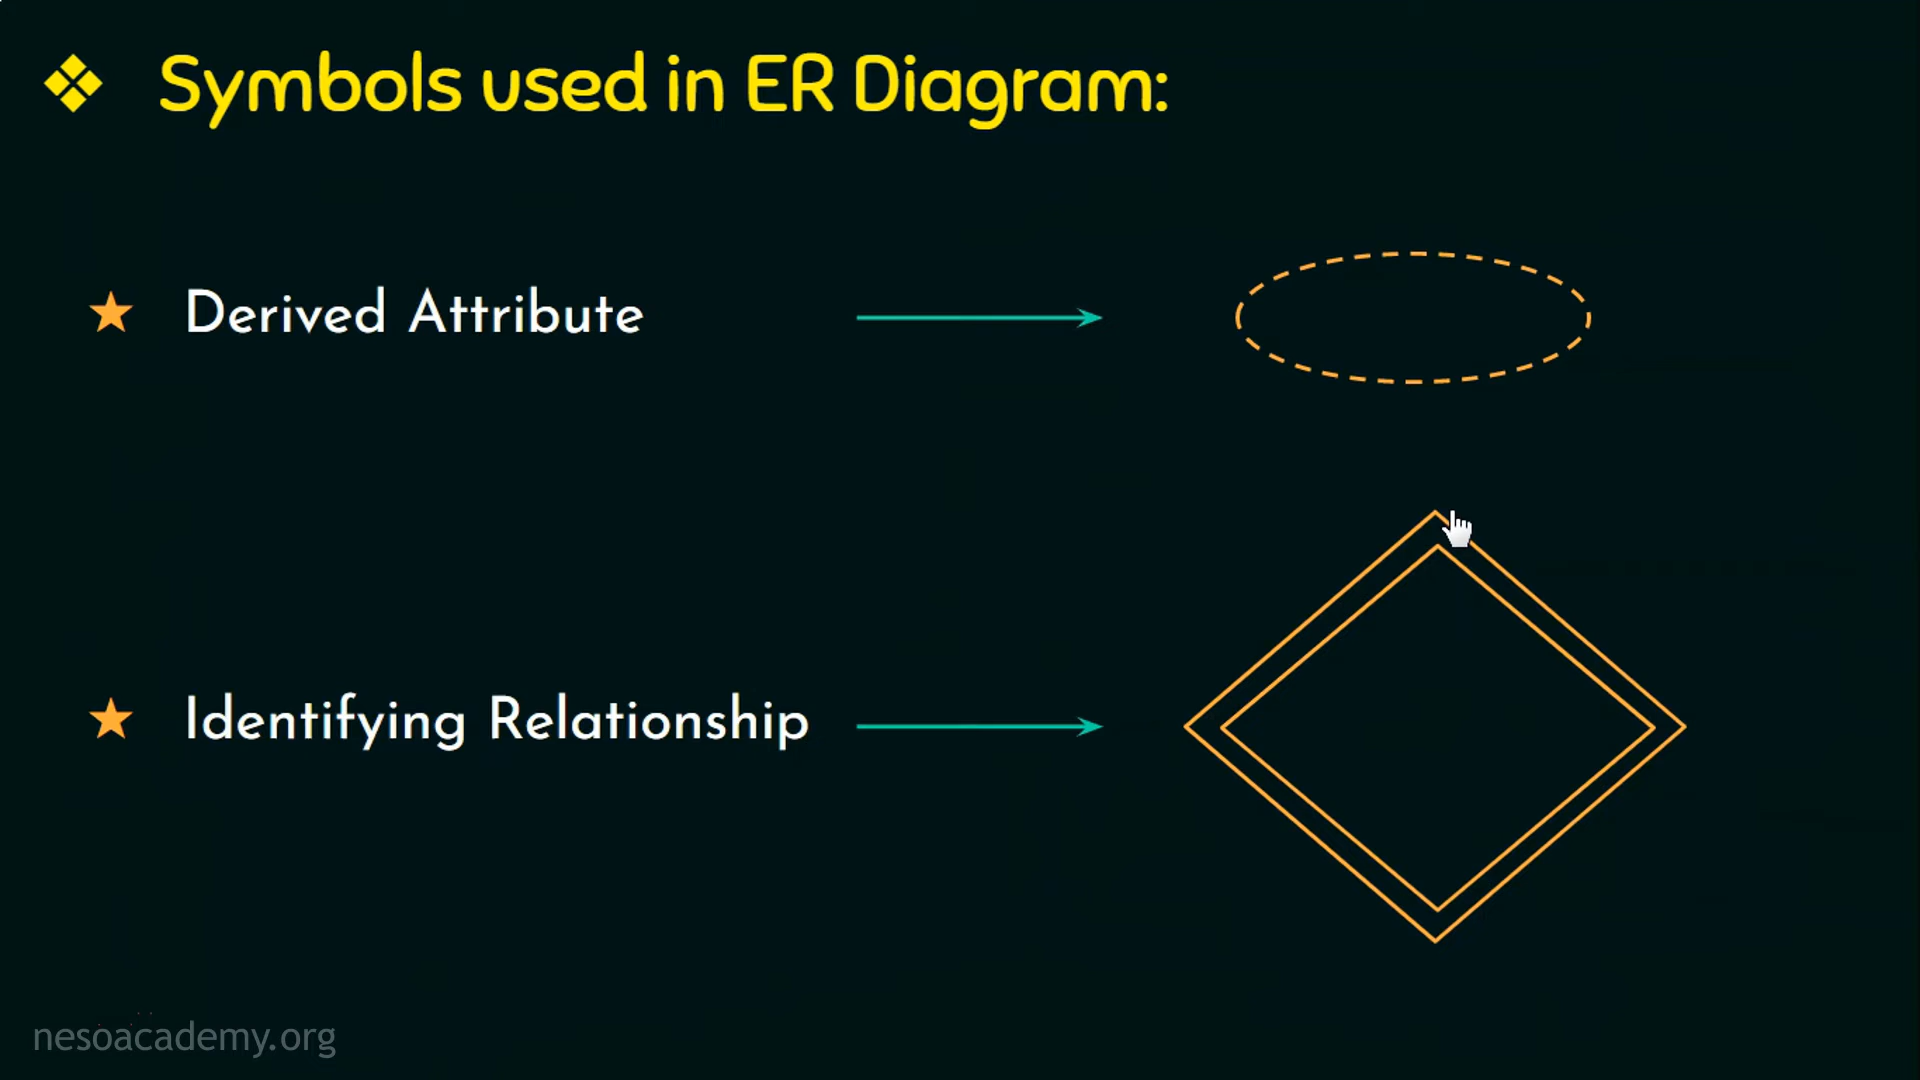 Symbols used in ER Diagram:
Derived Attribute
Identifying Relationship
nesoacademy.org